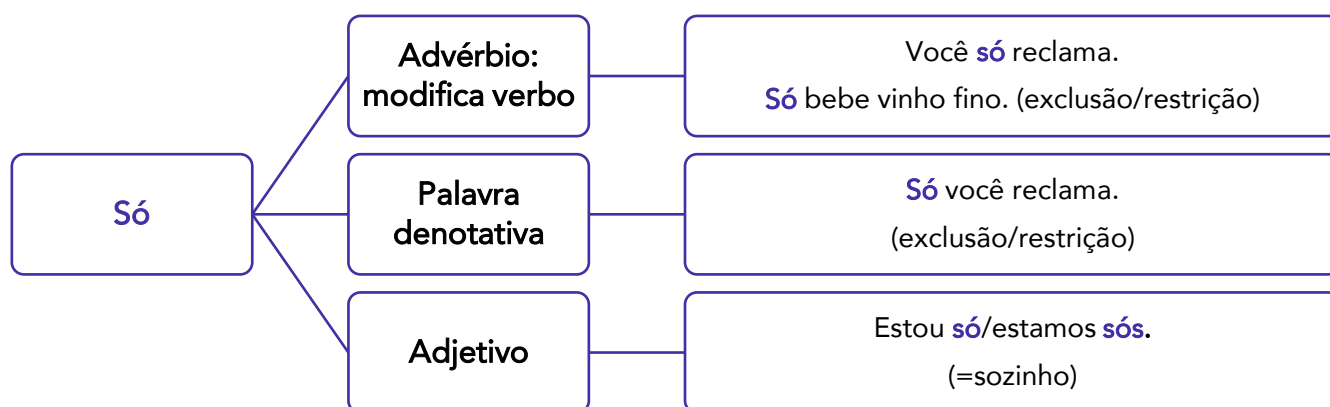 Só
Advérbio:
modifica verbo
Você só reclama.
Só bebe vinho fino. (exclusão/restrição)
Palavra
denotativa
Só você reclama.
(exclusão/restrição)
Adjetivo
Estou só/estamos sós.
(=sozinho)